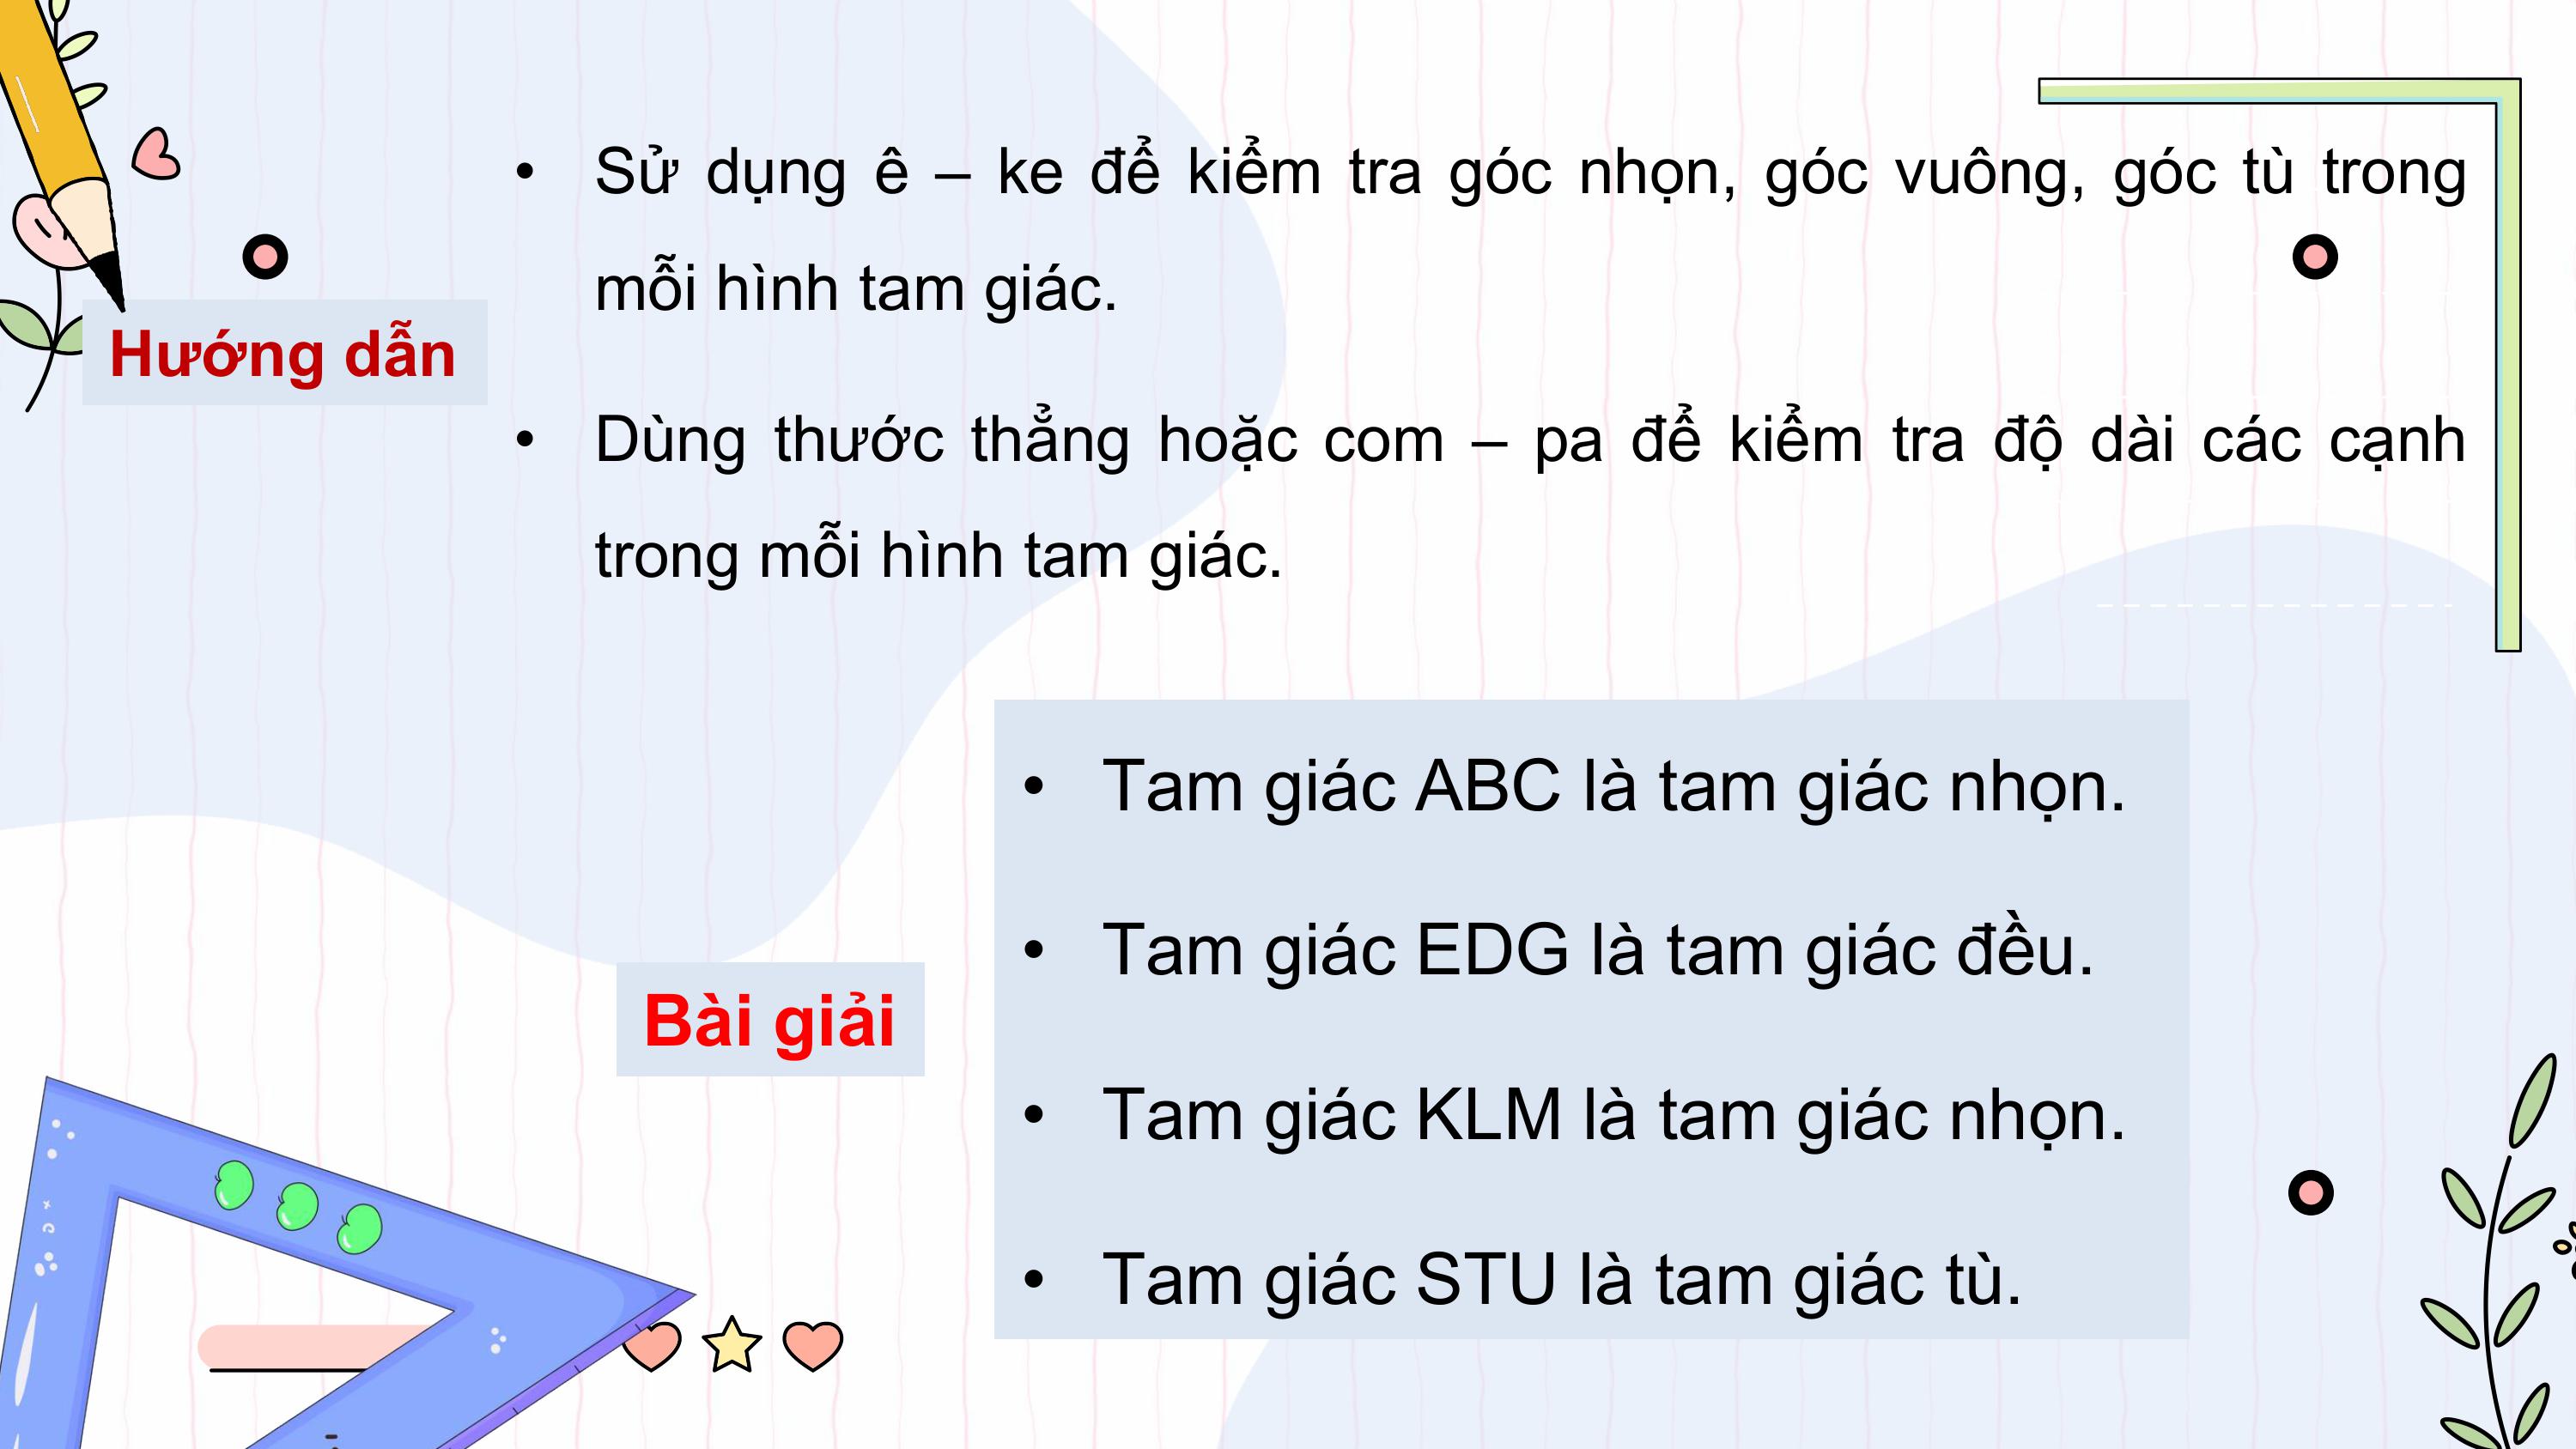 • Sử dụng ê – ke để kiểm tra góc nhọn, góc vuông, góc tù trong
mỗi hình tam giác.
Hướng dẫn
• Dùng thước thẳng hoặc com – pa để kiểm tra độ dài các cạnh
trong mỗi hình tam giác.
• Tam giác ABC là tam giác nhọn.
• Tam giác EDG là tam giác đều.
Bài giải
• Tam giác KLM là tam giác nhọn.
• Tam giác STU là tam giác tù.